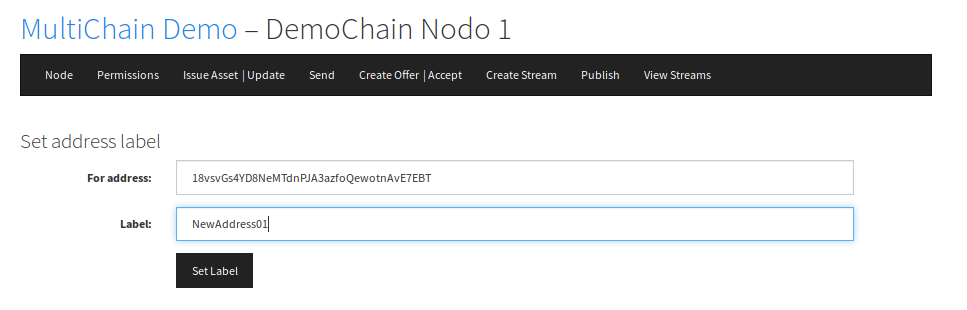 MultiChain Demo – DemoChain Nodo 1
Node Permissions Issue Asset | Update Send Create Offer | Accept Create Stream Publish View Streams
Set address label
For address: 18vsvGs4YD8NeMTdnPJA3azfoQewotnAvE7EBT
Label: NewAddress01
Set Label